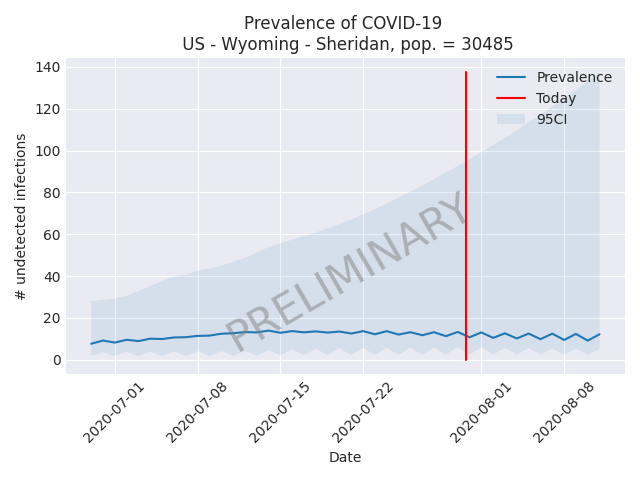 Prevalence of COVID-19
US - Wyoming - Sheridan, pop. = 30485
# undetected infections
140
120
100
80
60
40
20
0
Prevalence
Today
95CI
PRELIMINARY
2020-07-01
2020-07-08
2020-07-15
2020-07-22
2020-08-01
2020-08-08
Date